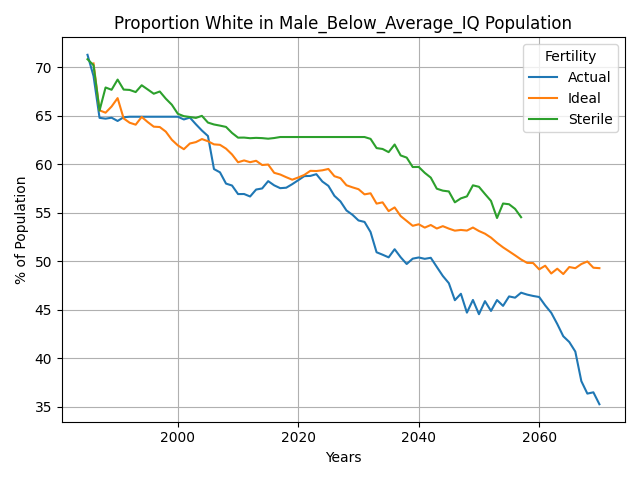 Proportion White in Male_Below_Average_IQ Population
Fertility
Actual
Ideal
Sterile
% of Population
70
65
60
55
50
45
40
35
2000
2020
2040
2060
Years